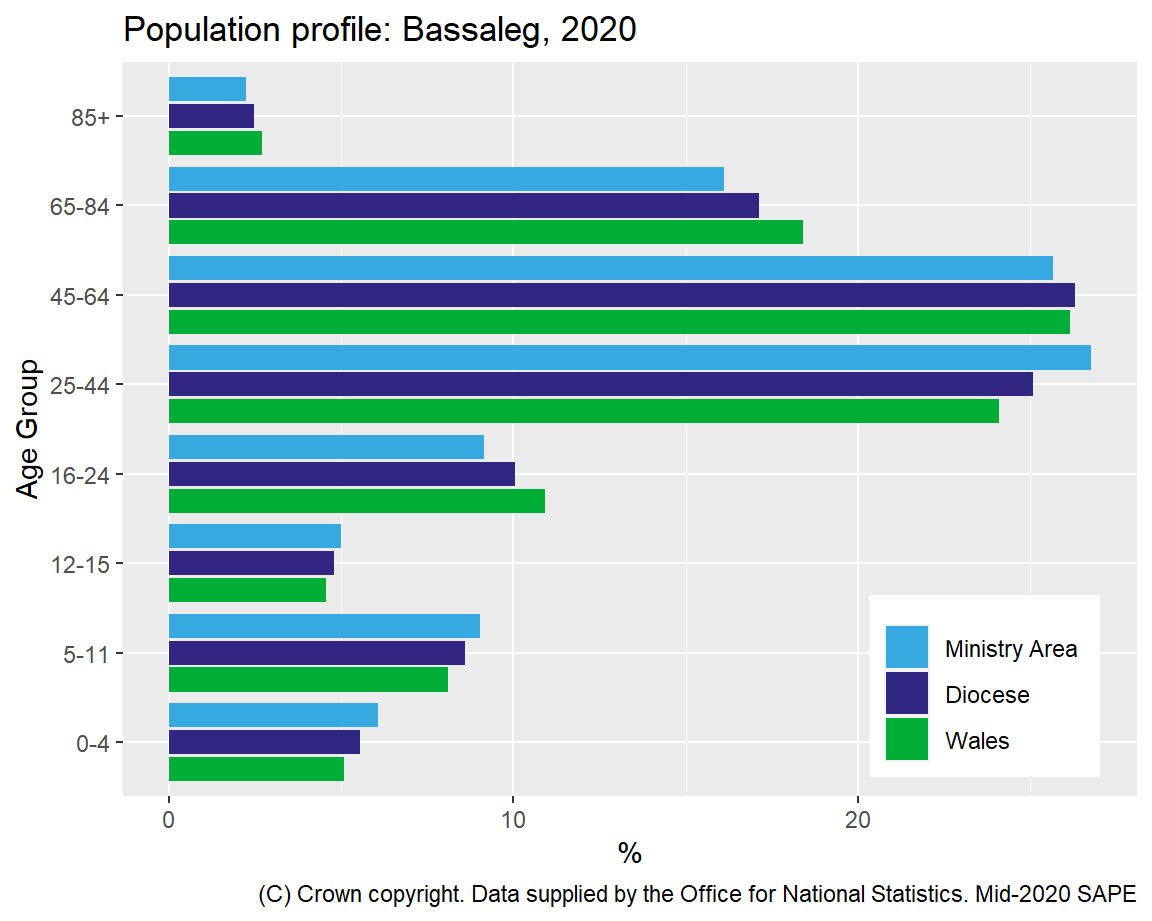 Population profile: Bassaleg, 2020
85+
65-84
45-64
25-44
16-24
12-15
5-11
0-4
Age Group
Ministry Area
Diocese
Wales
0 10 20
%
(C) Crown copyright. Data supplied by the Office for National Statistics. Mid-2020 SAPE